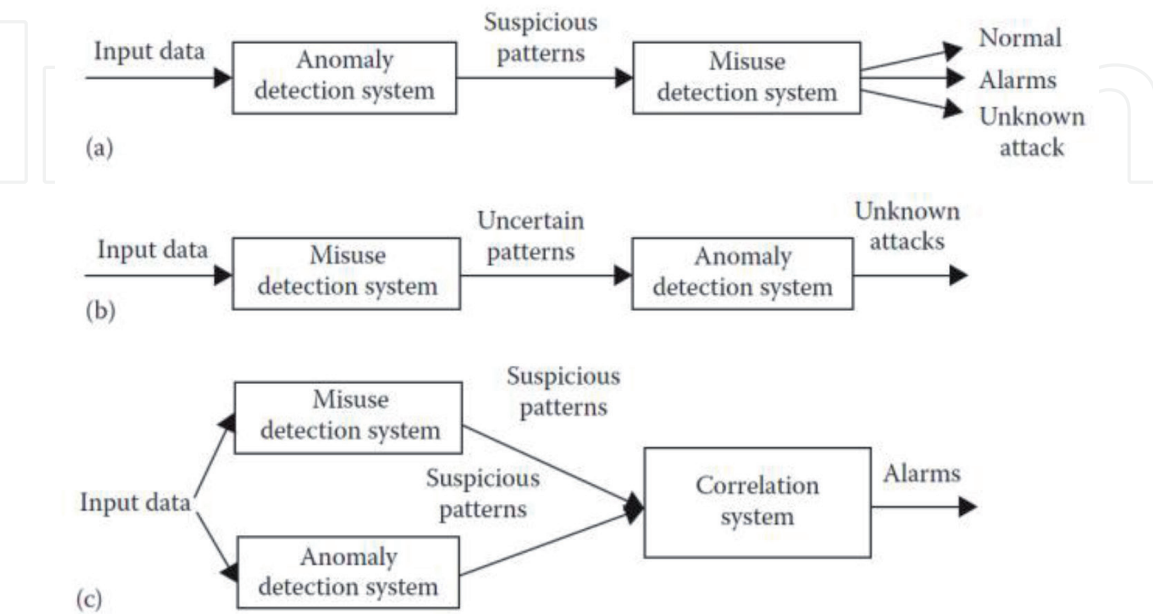 Input data
Anomaly
detection system
Suspicious
patterns
Misuse
detection system
Normal
Alarms
Unknown
attack
(a)
Input data
Misuse
detection system
Uncertain
patterns
Anomaly
detection system
Unknown
attacks
(b)
Input data
Misuse
detection system
Suspicious
patterns
Anomaly
detection system
Suspicious
patterns
Correlation
system
Alarms
(c)